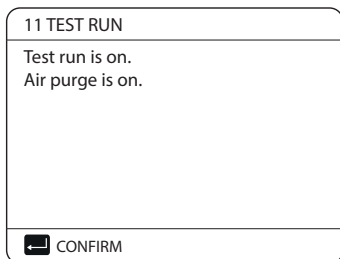 11 TEST RUN
Test run is on.
Air purge is on.
CONFIRM